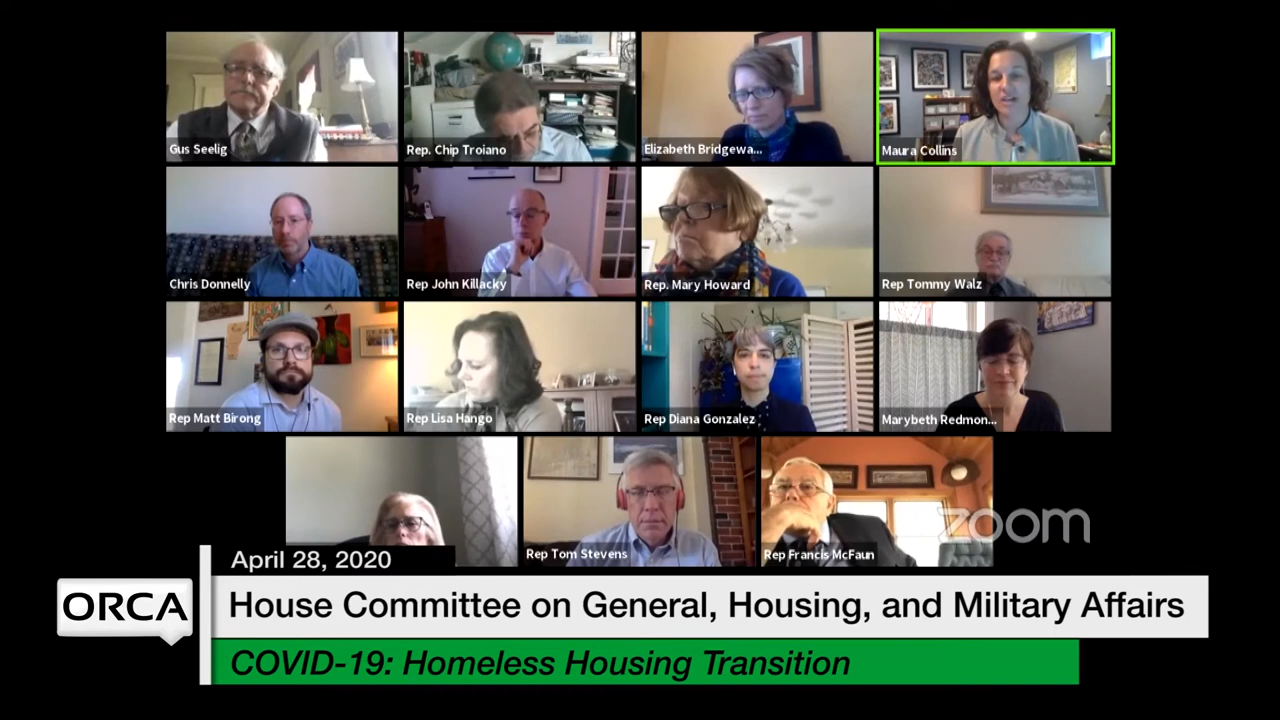 Gus Seelig
Rep. Chip Troiano
Elizabeth Bridgewa...
Maura Collins
Chris Donnelly
Rep John Killacky
Rep. Mary Howard
Rep Tommy Walz
Rep Matt Birong
Rep Lisa Hango
Rep Diana Gonzalez
Marybeth Redmon...
Rep Tom Stevens
Rep Francis McFaun
zoom
April 28, 2020
ORCA
House Committee on General, Housing, and Military Affairs
COVID-19: Homeless Housing Transition